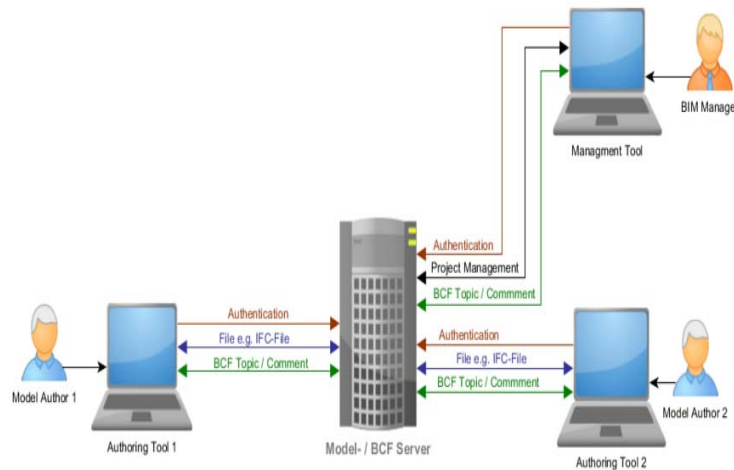 BIM Manage
Managment Tool
Authentication
Project Management
BCF Topic / Commment
Authentication
File e.g. IFC-File
BCF Topic / Comment
Authentication
File e.g. IFC-File
BCF Topic / Commment
Model Author 1
Authoring Tool 1
Model- / BCF Server
Model Author 2
Authoring Tool 2